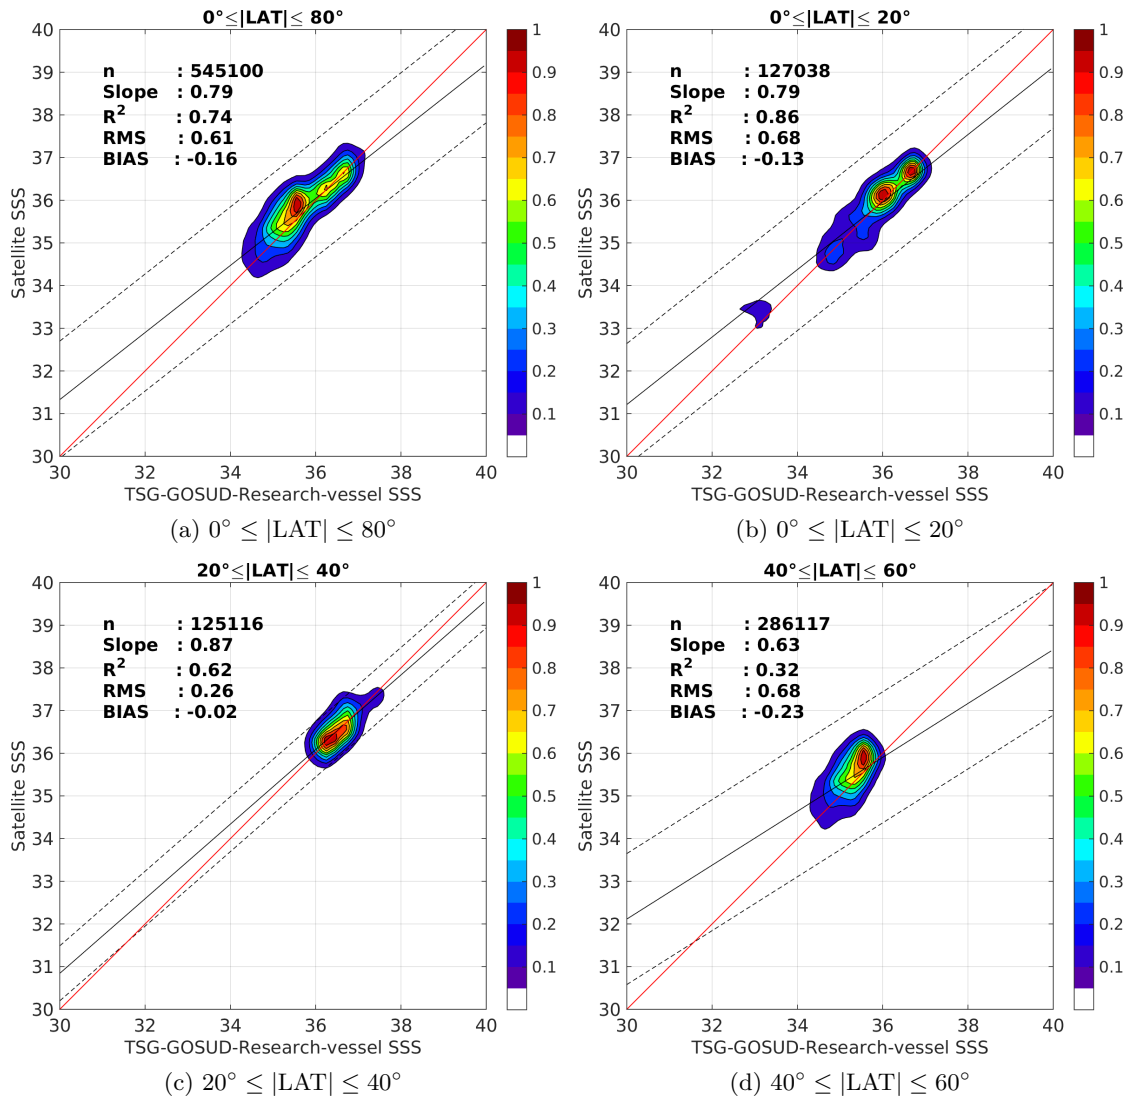 0°≤|LAT|≤ 80°
40
39
38
37
36
35
34
33
32
31
30
30 32 34 36 38 40
Satellite SSS
TSG-GOSUD-Research-vessel SSS
n : 545100
Slope : 0.79
R2 : 0.74
RMS : 0.61
BIAS : -0.16
1
0.9
0.8
0.7
0.6
0.5
0.4
0.3
0.2
0.1
(a) 0° ≤ |LAT| ≤ 80°
0°≤|LAT|≤ 20°
40
39
38
37
36
35
34
33
32
31
30
30 32 34 36 38 40
Satellite SSS
TSG-GOSUD-Research-vessel SSS
n : 127038
Slope : 0.79
R2 : 0.86
RMS : 0.68
BIAS : -0.13
1
0.9
0.8
0.7
0.6
0.5
0.4
0.3
0.2
0.1
(b) 0° ≤ |LAT| ≤ 20°
20°≤|LAT|≤ 40°
40
39
38
37
36
35
34
33
32
31
30
30 32 34 36 38 40
Satellite SSS
TSG-GOSUD-Research-vessel SSS
n : 125116
Slope : 0.87
R2 : 0.62
RMS : 0.26
BIAS : -0.02
1
0.9
0.8
0.7
0.6
0.5
0.4
0.3
0.2
0.1
(c) 20° ≤ |LAT| ≤ 40°
40°≤|LAT|≤ 60°
40
39
38
37
36
35
34
33
32
31
30
30 32 34 36 38 40
Satellite SSS
TSG-GOSUD-Research-vessel SSS
n : 286117
Slope : 0.63
R2 : 0.32
RMS : 0.68
BIAS : -0.23
1
0.9
0.8
0.7
0.6
0.5
0.4
0.3
0.2
0.1
(d) 40° ≤ |LAT| ≤ 60°